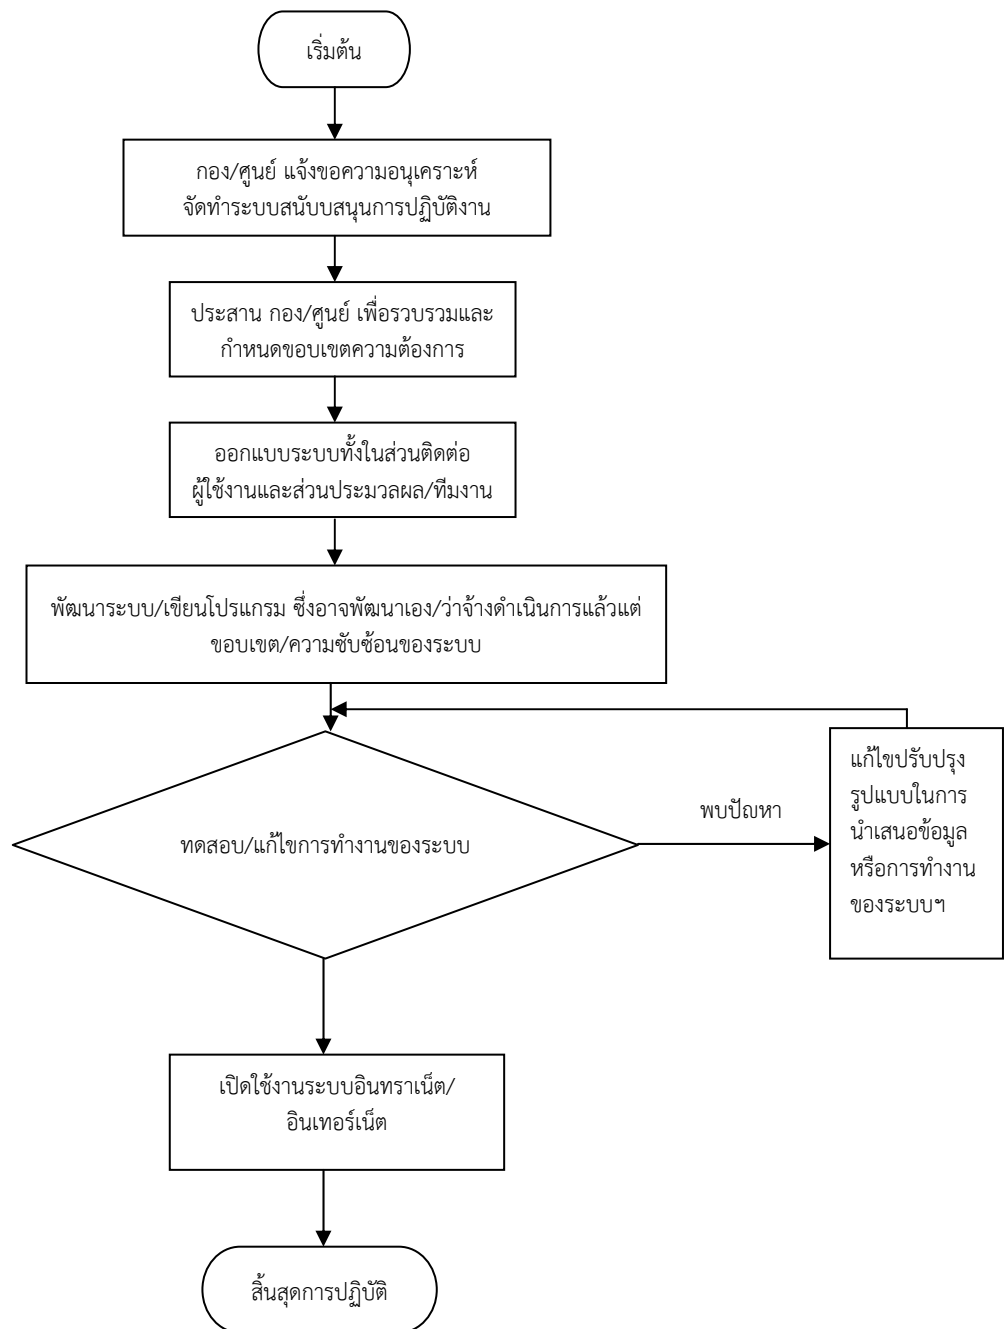 เริ่มต้น
กอง/ศูนย์ แจ้งขอความอนุเคราะห์
จัดทำระบบสนับบสนุนการปฏิบัติงาน
ประสาน กอง/ศูนย์ เพื่อรวบรวมและ
กำหนดขอบเขตความต้องการ
ออกแบบระบบทั้งในส่วนติดต่อ
ผู้ใช้งานและส่วนประมวลผล/ทีมงาน
พัฒนาระบบ/เขียนโปรแกรม ซึ่งอาจพัฒนาเอง/ว่าจ้างดำเนินการแล้วแต่
ขอบเขต/ความซับซ้อนของระบบ
ทดสอบ/แก้ไขการทำงานของระบบ
พบปัญหา
แก้ไขปรับปรุง
รูปแบบในการ
นำเสนอข้อมูล
หรือการทำงาน
ของระบบฯ
เปิดใช้งานระบบอินทราเน็ต/
อินเทอร์เน็ต
สิ้นสุดการปฏิบัติ